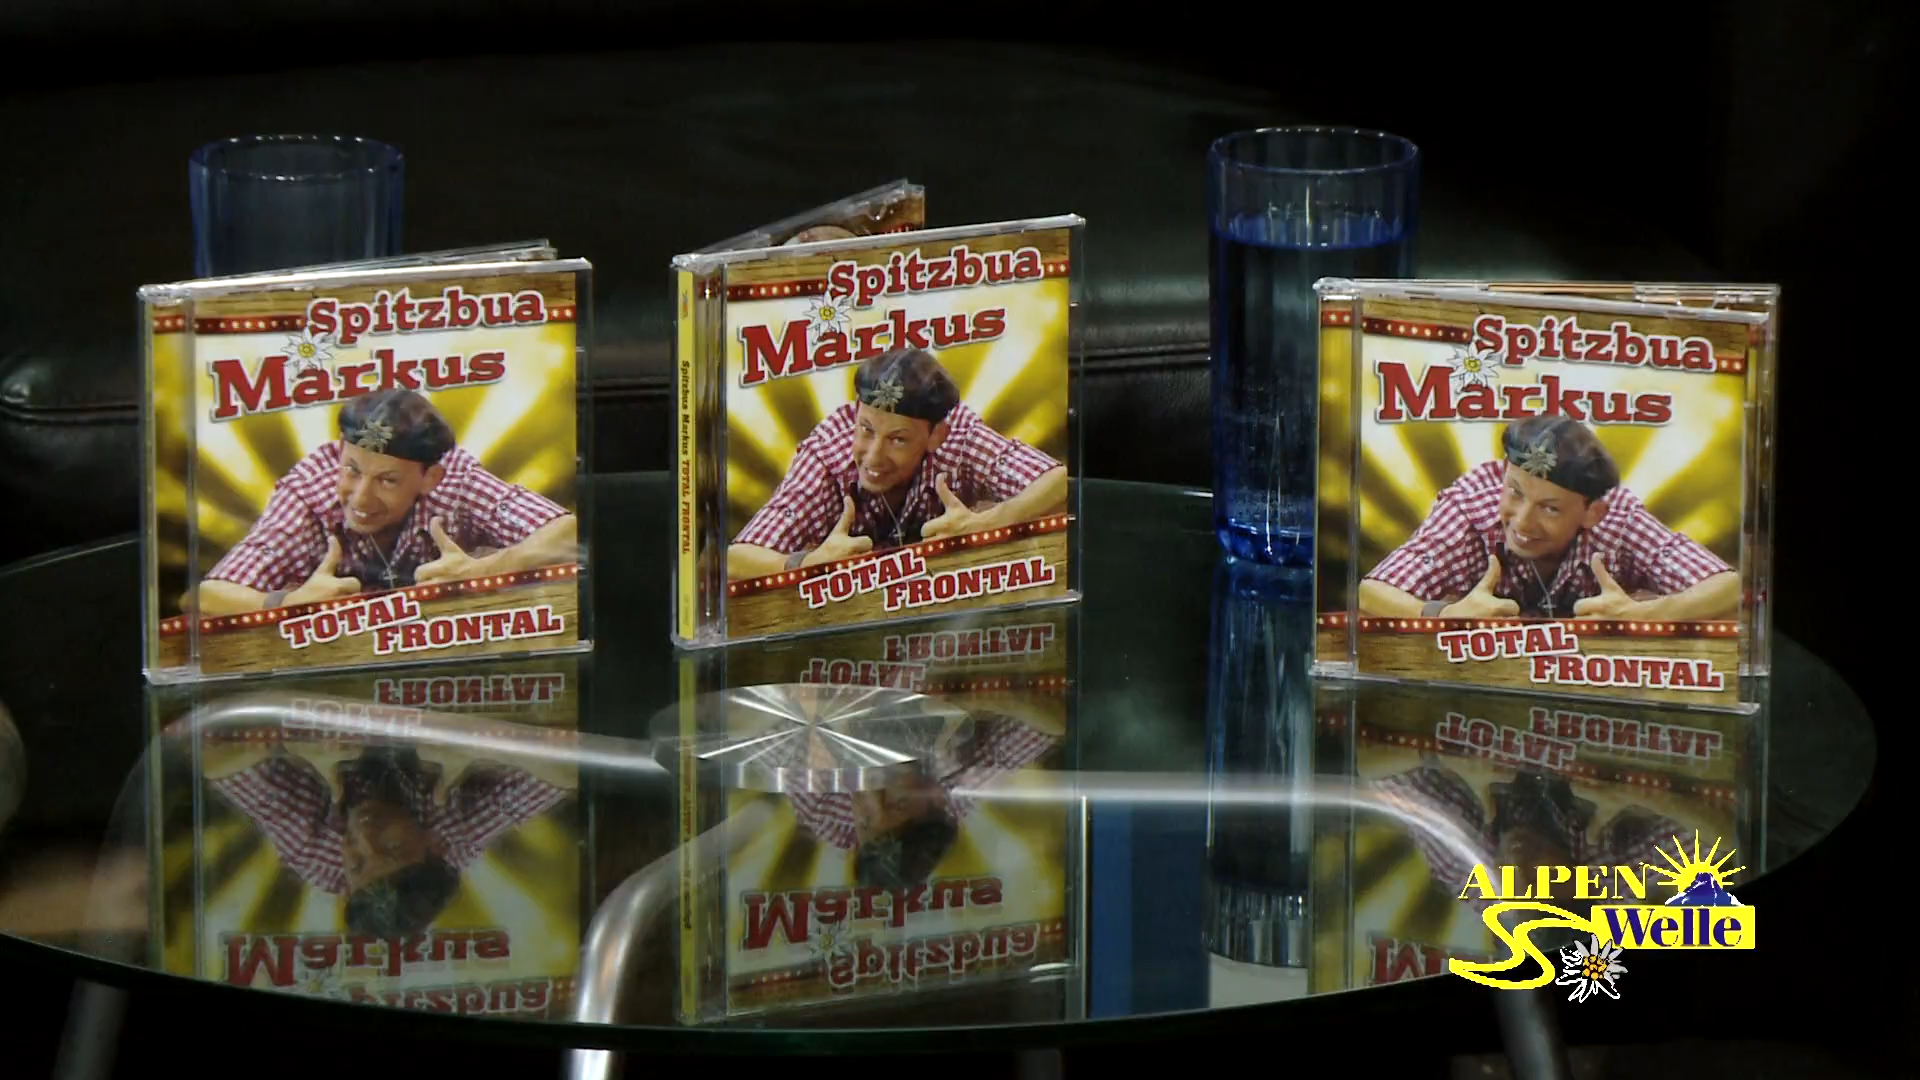 Spitzbua
Markus
TOTAL
FRONTAL
Spitzbua Markus TOTAL FRONTAL
Spitzbua
Markus
TOTAL
FRONTAL
Spitzbua
Markus
TOTAL
FRONTAL
ALPEN
Welle